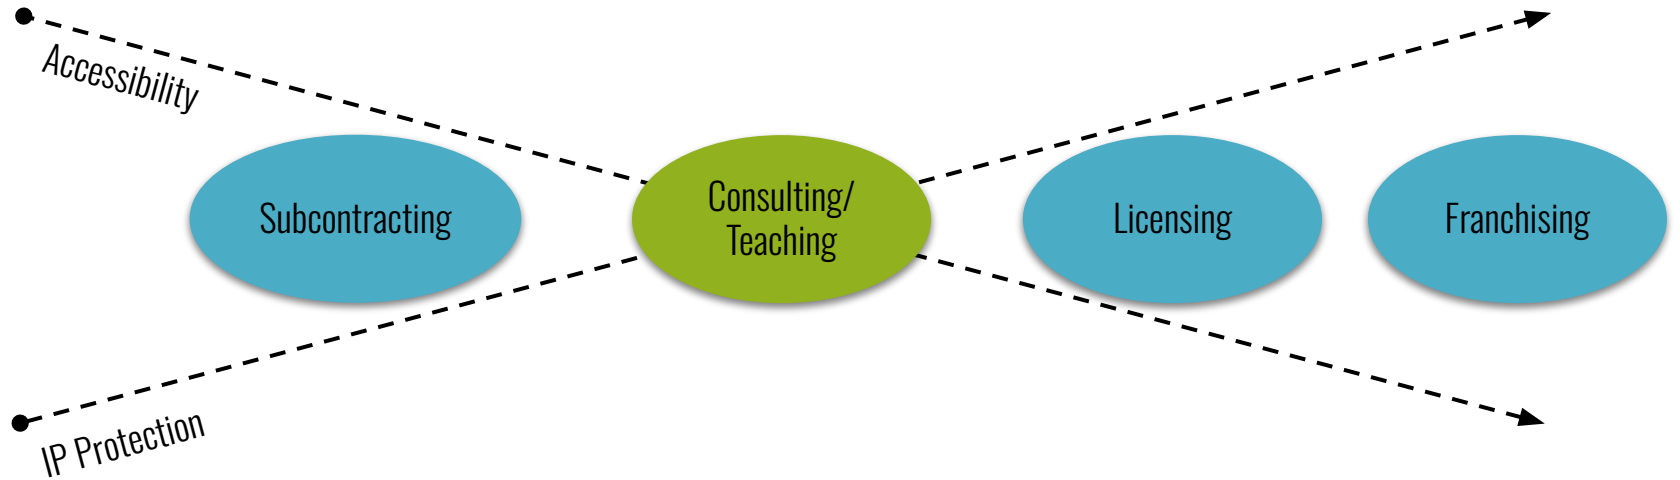 Accessibility
Subcontracting
Consulting/
Teaching
Licensing
Franchising
IP Protection